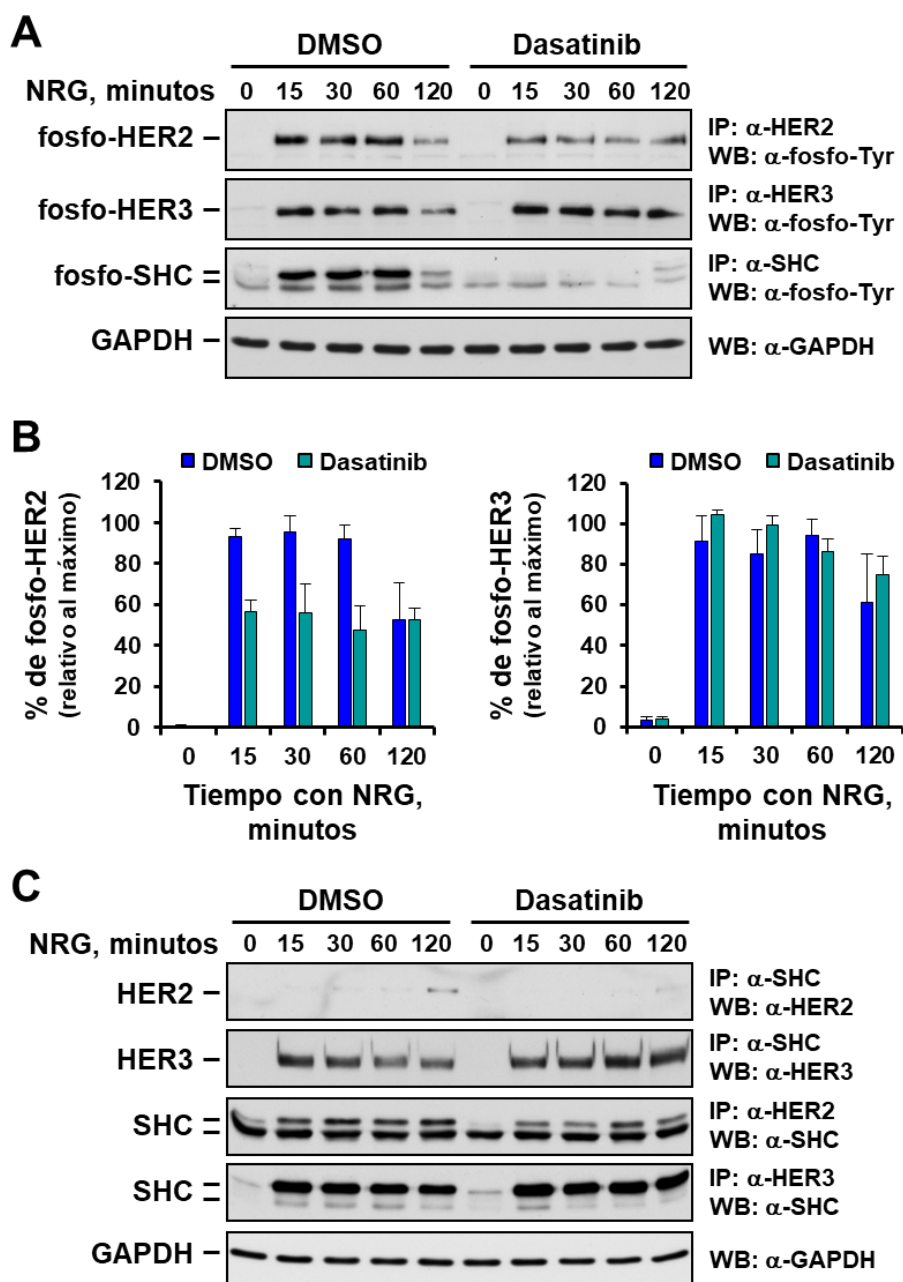 A
DMSO Dasatinib
NRG, minutos 0 15 30 60 120 0 15 30 60 120
fosfo-HER2 IP: α-HER2
WB: α-fosfo-Tyr
fosfo-HER3 IP: α-HER3
WB: α-fosfo-Tyr
fosfo-SHC IP: α-SHC
WB: α-fosfo-Tyr
GAPDH WB: α-GAPDH
B
DMSO Dasatinib
% de fosfo-HER2
(relativo al máximo)
120
100
80
60
40
20
0
0 15 30 60 120
Tiempo con NRG,
minutos
DMSO Dasatinib
% de fosfo-HER3
(relativo al máximo)
120
100
80
60
40
20
0
0 15 30 60 120
Tiempo con NRG,
minutos
C
DMSO Dasatinib
NRG, minutos 0 15 30 60 120 0 15 30 60 120
HER2 IP: α-SHC
WB: α-HER2
HER3 IP: α-SHC
WB: α-HER3
SHC IP: α-HER2
WB: α-SHC
SHC IP: α-HER3
WB: α-SHC
GAPDH WB: α-GAPDH